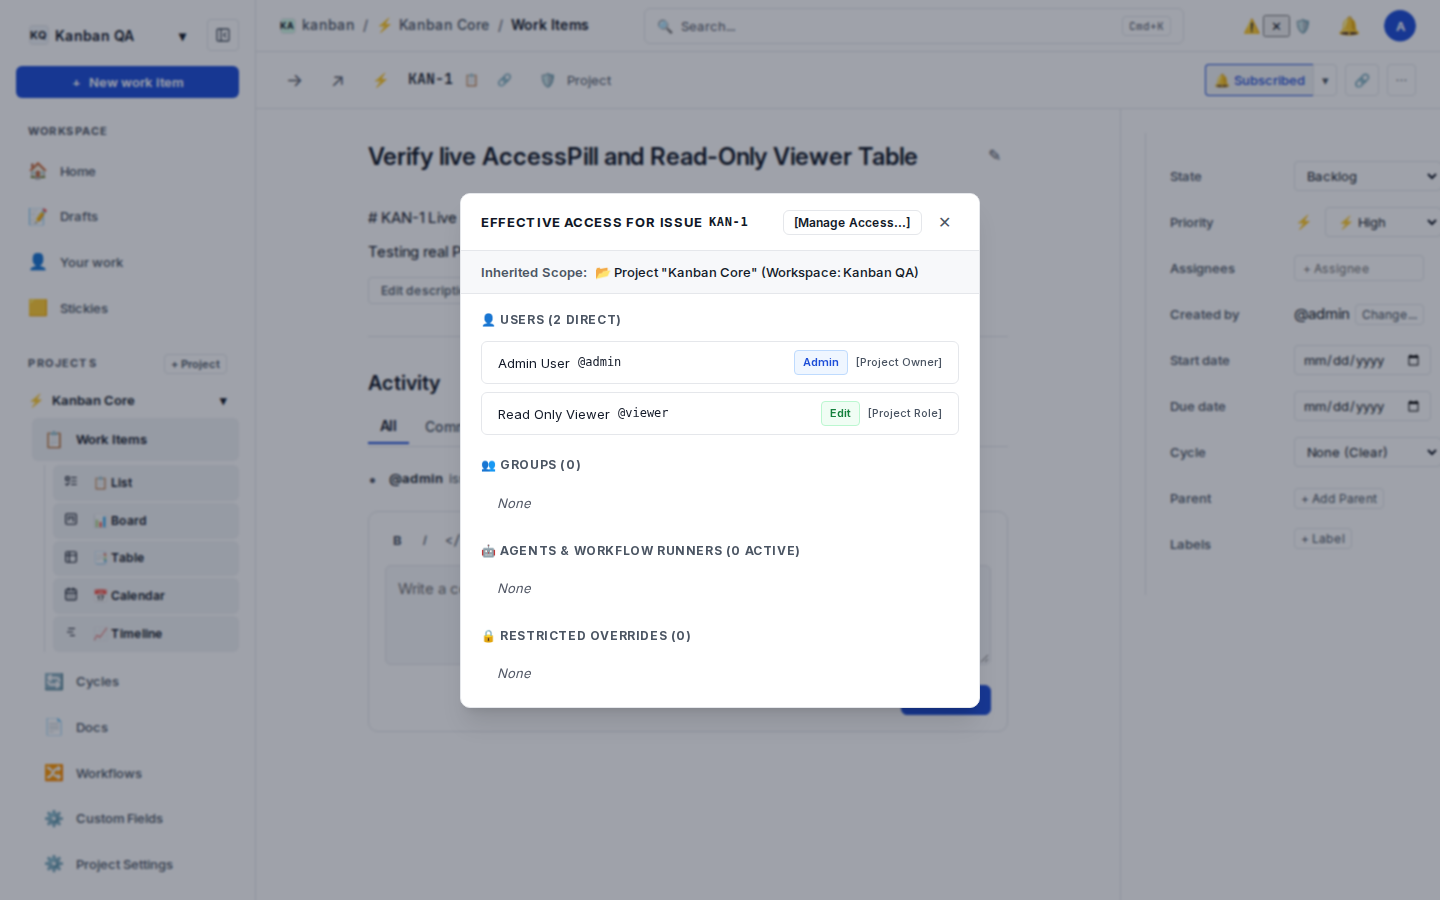 KQ Kanban QA ▼
+ New work item
WORKSPACE
Home
Drafts
Your work
Stickies
PROJECTS + Project
Kanban Core ▼
Work Items
List
Board
Table
Calendar
Timeline
Cycles
Docs
Workflows
Custom Fields
Project Settings
KA kanban / Kanban Core / Work Items
Search... Cmd+K
A
→ ↗ KAN-1 Project
Subscribed ▼ ...
Verify live AccessPill and Read-Only Viewer Table
# KAN-1 Live
Testing real
Edit
Activity
All
@admin
B I </
Write a
EFFECTIVE ACCESS FOR ISSUE KAN-1 [Manage Access...] ✕
Inherited Scope: Project "Kanban Core" (Workspace: Kanban QA)
USERS (2 DIRECT)
Admin User @admin Admin [Project Owner]
Read Only Viewer @viewer Edit [Project Role]
GROUPS (0)
None
AGENTS & WORKFLOW RUNNERS (0 ACTIVE)
None
RESTRICTED OVERRIDES (0)
None
State Backlog
Priority High
Assignees + Assignee
Created by @admin Change...
Start date mm/dd/yyyy
Due date mm/dd/yyyy
Cycle None (Clear)
Parent + Add Parent
Labels + Label